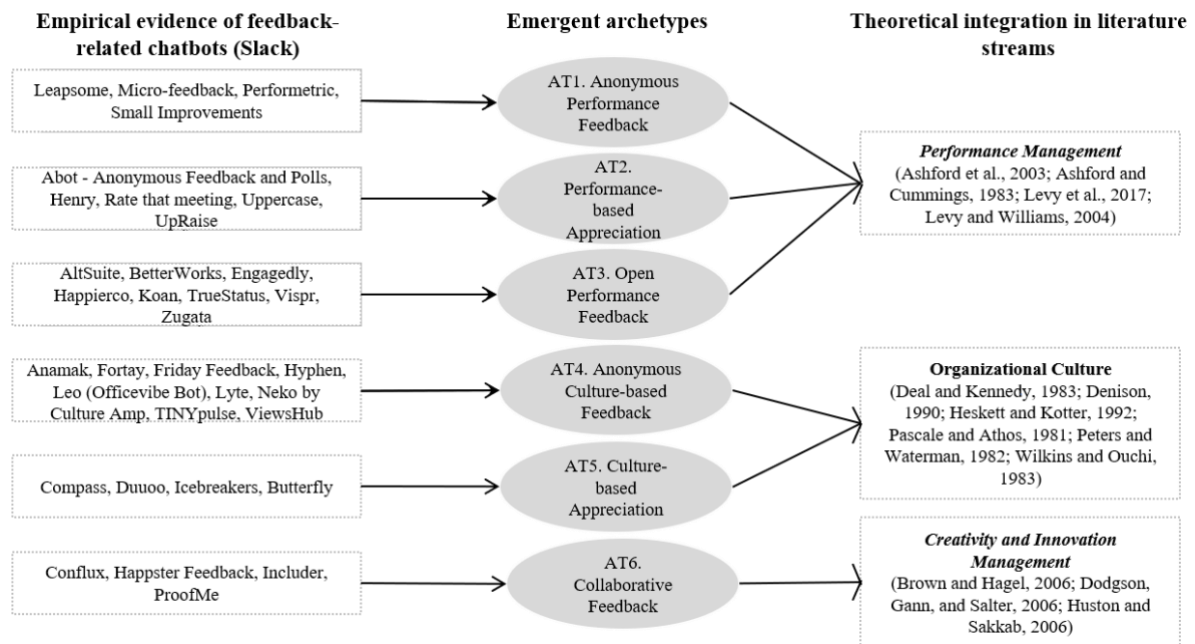 Empirical evidence of feedback-
related chatbots (Slack)
Emergent archetypes
Theoretical integration in literature
streams
Leapsome, Micro-feedback, Performetric,
Small Improvements
AT1. Anonymous
Performance
Feedback
Abot - Anonymous Feedback and Polls,
Henry, Rate that meeting, Uppercase,
UpRaise
AT2.
Performance-
based
Appreciation
AltSuite, BetterWorks, Engagedly,
Happierco, Koan, TrueStatus, Vispr,
Zugata
AT3. Open
Performance
Feedback
Performance Management
(Ashford et al., 2003; Ashford and
Cummings, 1983; Levy et al., 2017;
Levy and Williams, 2004)
Anamak, Fortay, Friday Feedback, Hyphen,
Leo (Officevibe Bot), Lyte, Neko by
Culture Amp, TINYpulse, ViewsHub
AT4. Anonymous
Culture-based
Feedback
Compass, Duuoo, Icebreakers, Butterfly
AT5. Culture-
based
Appreciation
Organizational Culture
(Deal and Kennedy, 1983; Denison,
1990; Heskett and Kotter, 1992;
Pascale and Athos, 1981; Peters and
Waterman, 1982; Wilkins and Ouchi,
1983)
Conflux, Happster Feedback, Includer,
ProofMe
AT6.
Collaborative
Feedback
Creativity and Innovation
Management
(Brown and Hagel, 2006; Dodgson,
Gann, and Salter, 2006; Huston and
Sakkab, 2006)